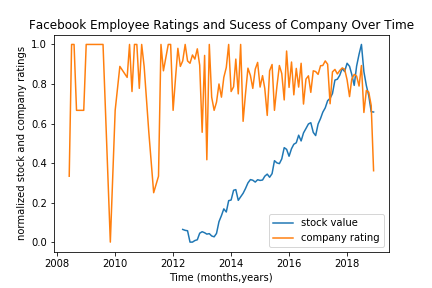 Facebook Employee Ratings and Sucess of Company Over Time
normalized stock and company ratings
1.0
0.8
0.6
0.4
0.2
0.0
2008 2010 2012 2014 2016 2018
Time (months,years)
stock value
company rating